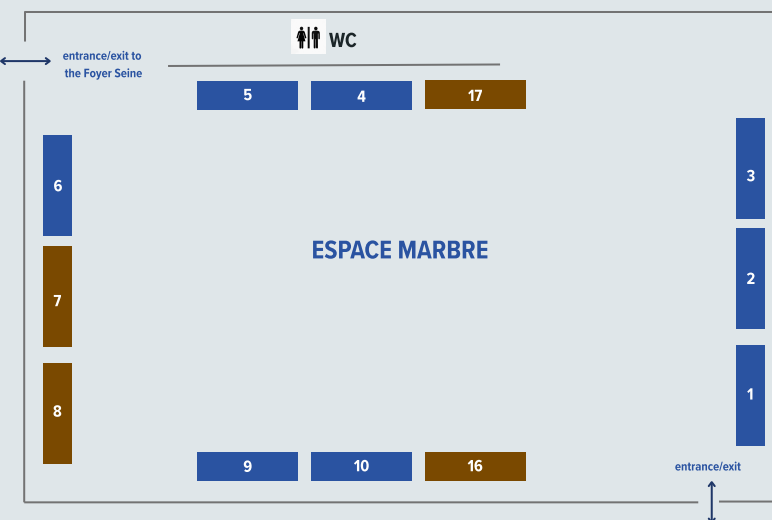 WC
entrance/exit to
the Foyer Seine
5 4 17
6
3
ESPACE MARBRE
2
7
1
8
9 10 16
entrance/exit